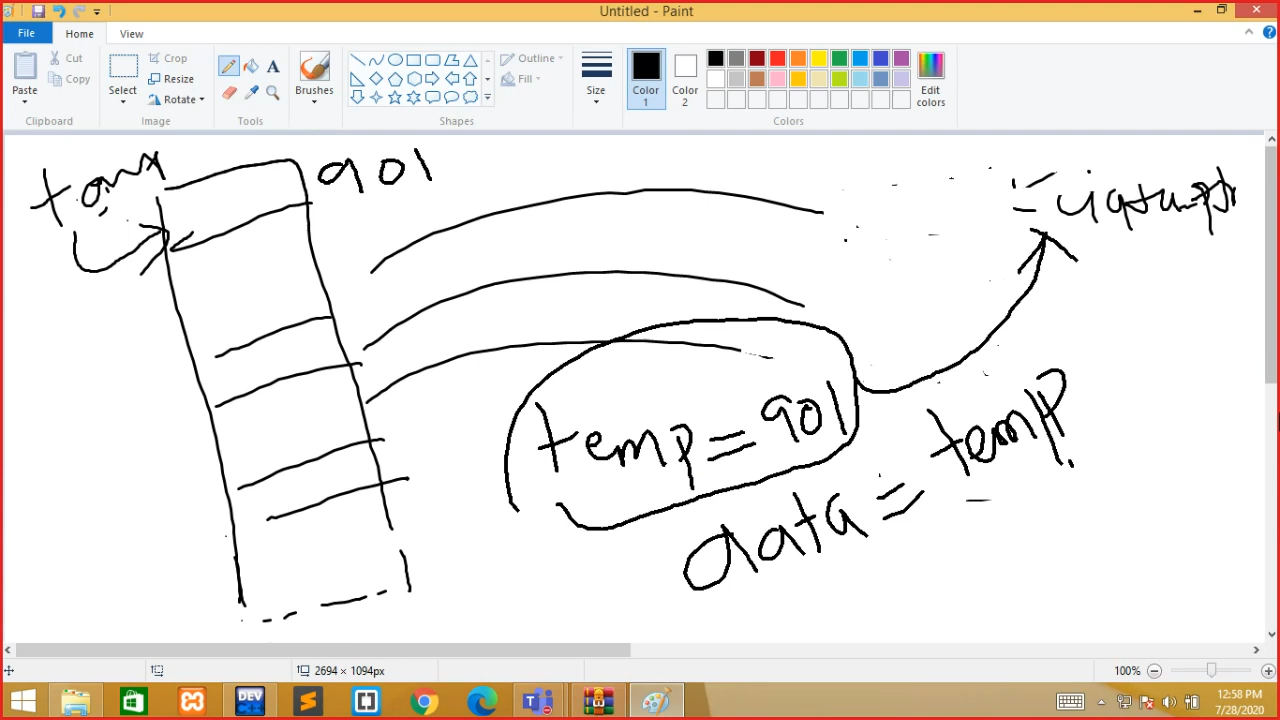 Untitled - Paint
File
Home
View
Paste
Cut
Copy
Clipboard
Select
Crop
Resize
Rotate
Image
A
Tools
Brushes
Shapes
Outline
Fill
Size
Color 1
Color 2
Edit colors
Colors
901
temp = 901
data = temp
2694 × 1094px
100%
DEV
12:58 PM
7/28/2020